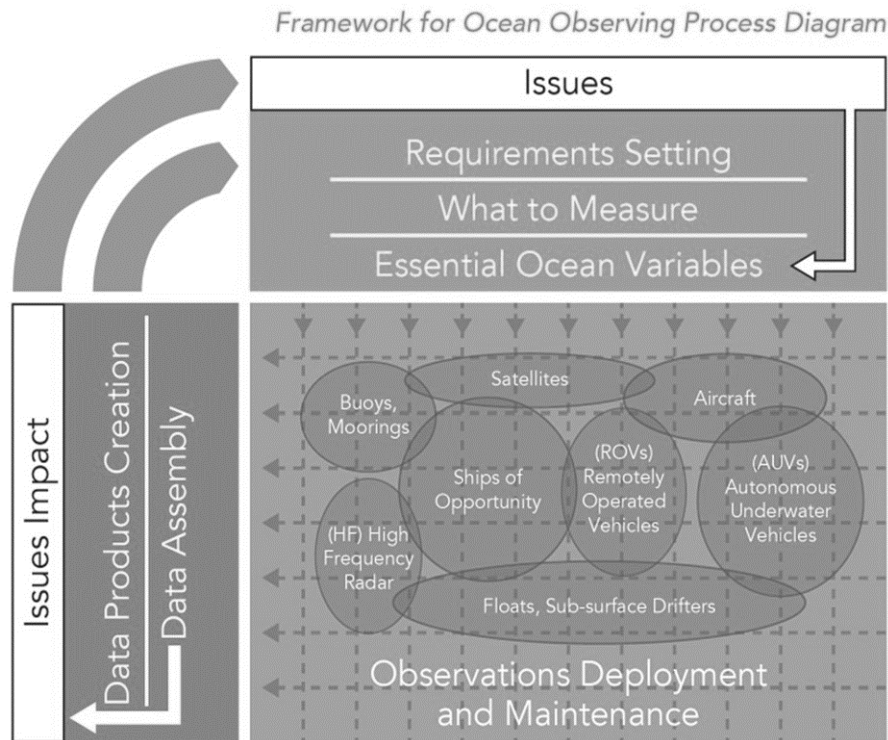 Framework for Ocean Observing Process Diagram
Issues
Requirements Setting
What to Measure
Essential Ocean Variables
Issues Impact
Data Products Creation
Data Assembly
Satellites
Aircraft
Buoys,
Moorings
Ships of
Opportunity
(ROVs)
Remotely
Operated
Vehicles
(AUVs)
Autonomous
Underwater
Vehicles
(HF) High
Frequency
Radar
Floats, Sub-surface Drifters
Observations Deployment
and Maintenance